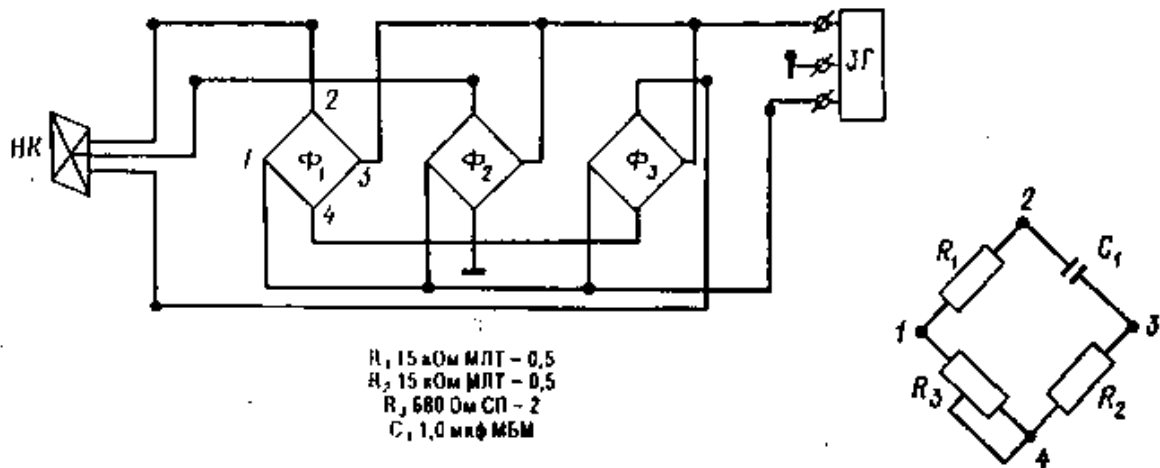 НК
1
2
3
4
Ф₁
Ф₂
Ф₃
ЗГ
R₁ 15 кОм МЛТ – 0,5
R₂ 15 кОм МЛТ – 0,5
R₃ 680 Ом СП – 2
C₁ 1,0 мкф МБМ
2
R₁
C₁
1
3
R₃
R₂
4